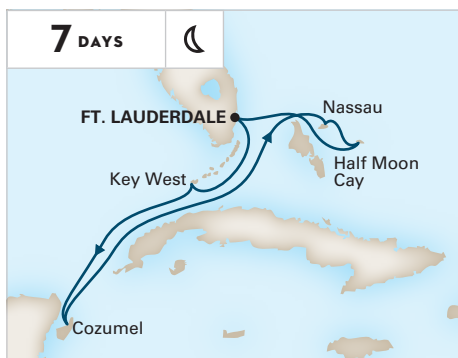 7 DAYS
FT. LAUDERDALE
Nassau
Half Moon
Cay
Key West
Cozumel